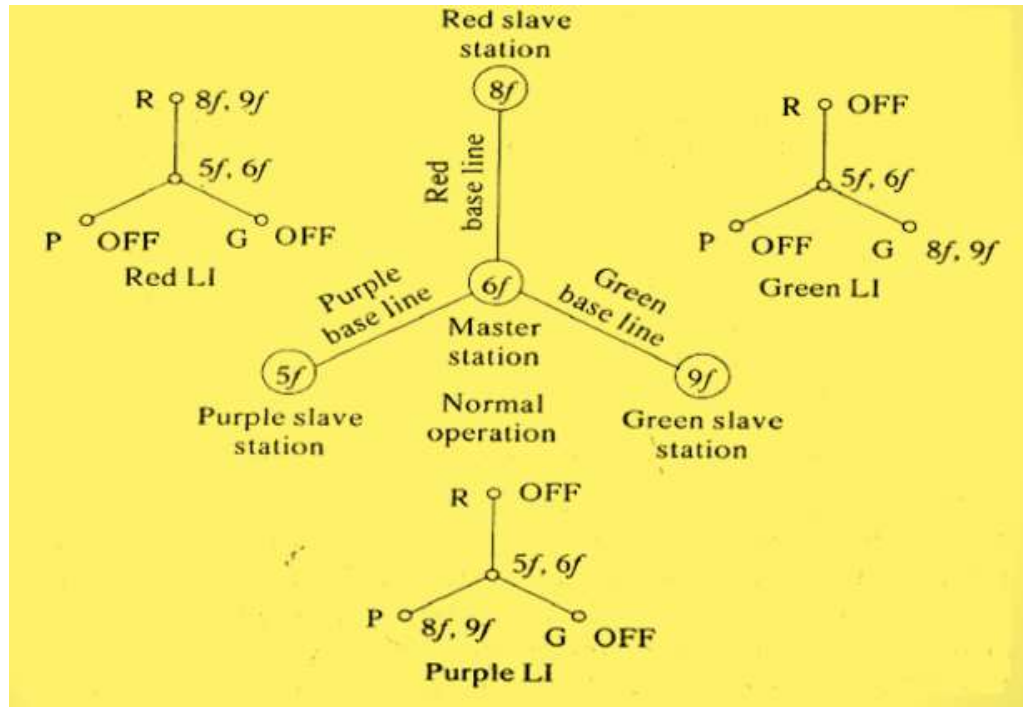 Red slave
station
8f
Red
base line
R 8f, 9f
5f, 6f
P OFF G OFF
Red LI
R OFF
5f, 6f
P OFF G 8f, 9f
Green LI
Purple
base line
6f
Green
base line
Master
station
5f
9f
Purple slave
station
Normal
operation
Green slave
station
R OFF
5f, 6f
P 8f, 9f G OFF
Purple LI